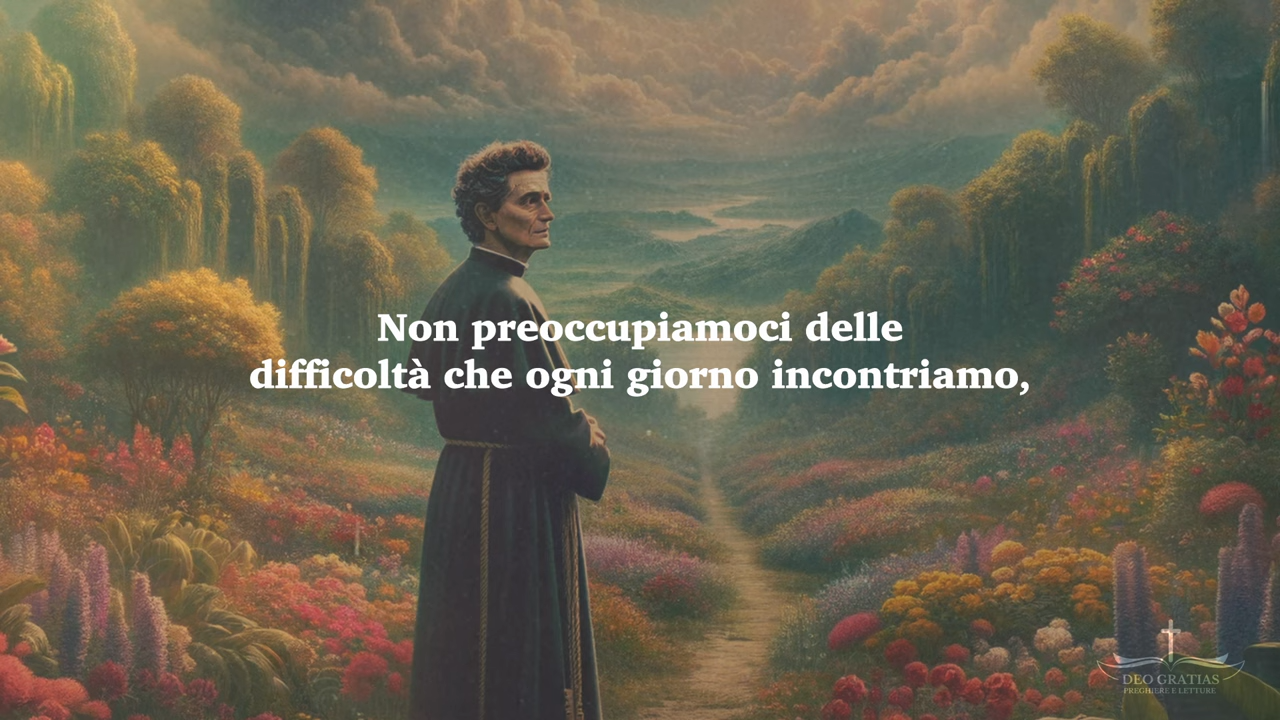 Non preoccupiamoci delle
difficoltà che ogni giorno incontriamo,
DEO GRATIAS
PREGHIERE E LETTURE